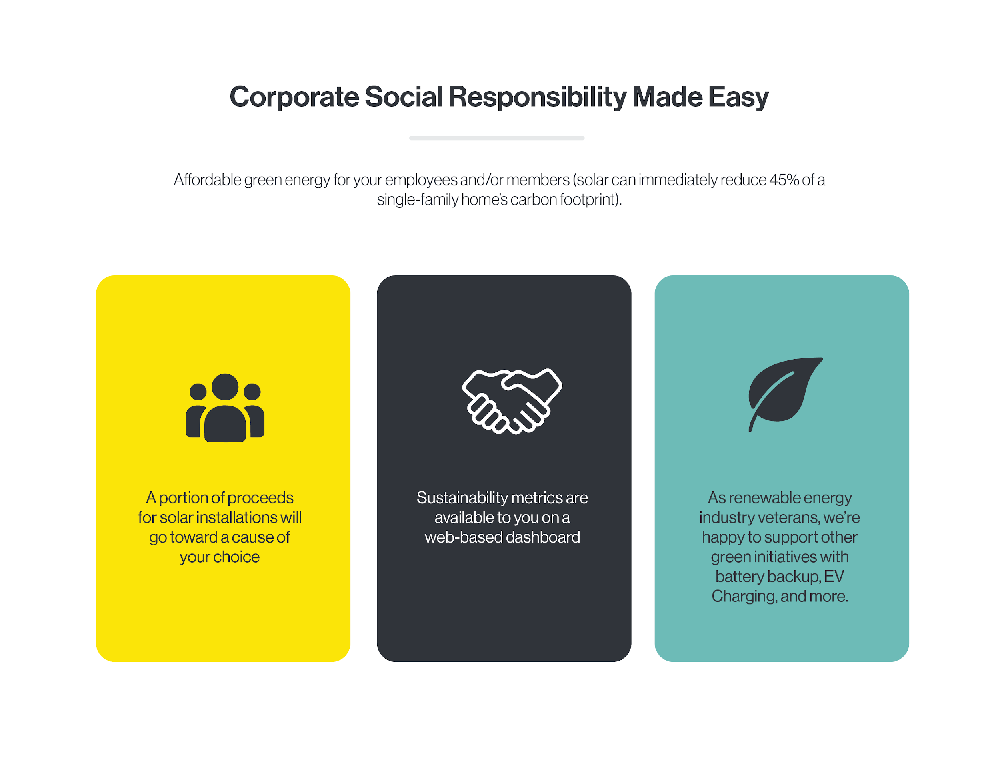 Corporate Social Responsibility Made Easy
Affordable green energy for your employees and/or members (solar can immediately reduce 45% of a
single-family home’s carbon footprint).
A portion of proceeds
for solar installations will
go toward a cause of
your choice
Sustainability metrics are
available to you on a
web-based dashboard
As renewable energy
industry veterans, we’re
happy to support other
green initiatives with
battery backup, EV
Charging, and more.